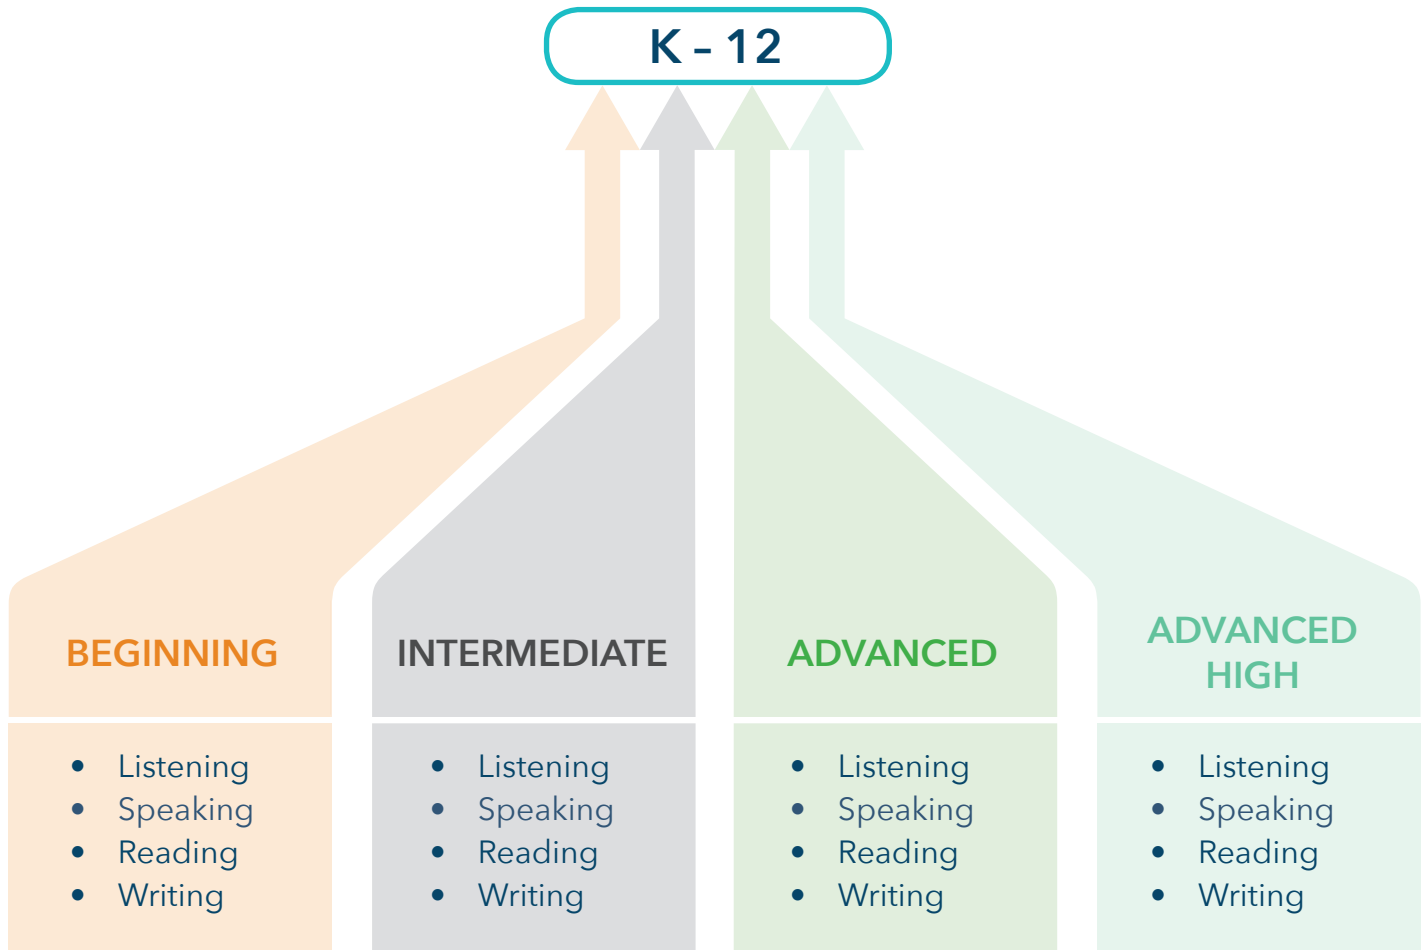 K – 12
BEGINNING
• Listening
• Speaking
• Reading
• Writing
INTERMEDIATE
• Listening
• Speaking
• Reading
• Writing
ADVANCED
• Listening
• Speaking
• Reading
• Writing
ADVANCED
HIGH
• Listening
• Speaking
• Reading
• Writing